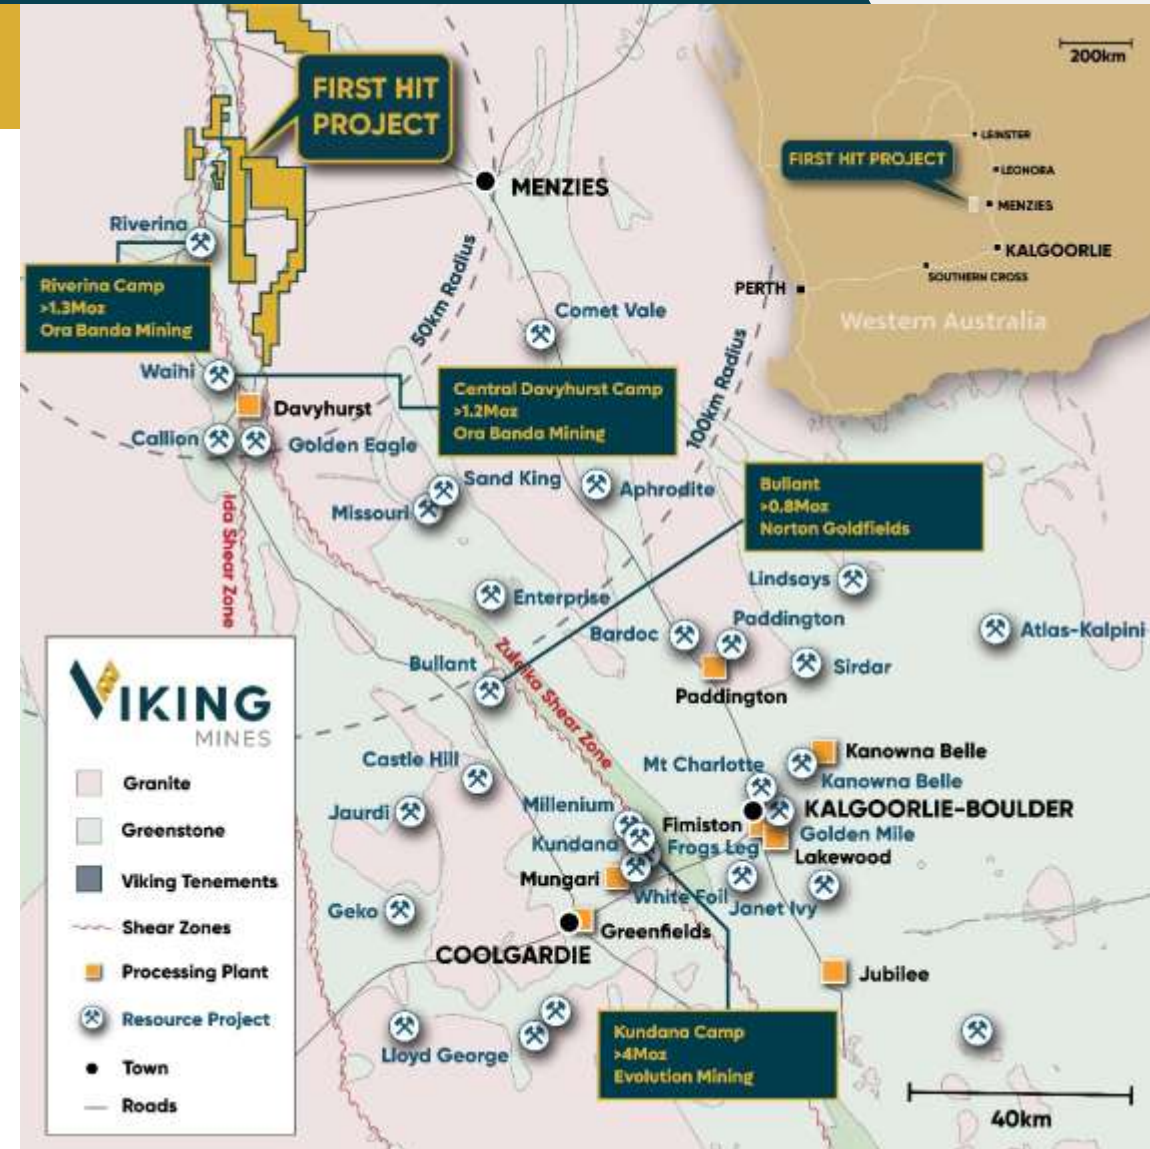 FIRST HIT
PROJECT
200km
LEINSTER
FIRST HIT PROJECT
LEONORA
MENZIES
MENZIES
KALGOORLIE
SOUTHERN CROSS
PERTH
Western Australia
Riverina
Riverina Camp
>1.3Moz
Ora Banda Mining
50km Radius
Comet Vale
100km Radius
Waihi
Central Davyhurst Camp
>1.2Moz
Ora Banda Mining
Davyhurst
Callion
Golden Eagle
Sand King
Missouri
Aphrodite
Bullant
>0.8Moz
Norton Goldfields
Ida Shear Zone
Lindsays
Enterprise
Bardoc
Paddington
Atlas-Kalpini
Sirdar
Bullant
Zuleika Shear Zone
Paddington
VIKING
MINES
Granite
Greenstone
Viking Tenements
Shear Zones
Processing Plant
Resource Project
Town
Roads
Castle Hill
Mt Charlotte
Kanowna Belle
Kanowna Belle
Jaurdi
Millenium
Fimiston
KALGOORLIE-BOULDER
Kundana
Frogs Leg
Golden Mile
Lakewood
Mungari
White Foil
Janet Ivy
Geko
Greenfields
COOLGARDIE
Jubilee
Lloyd George
Kundana Camp
>4Moz
Evolution Mining
40km